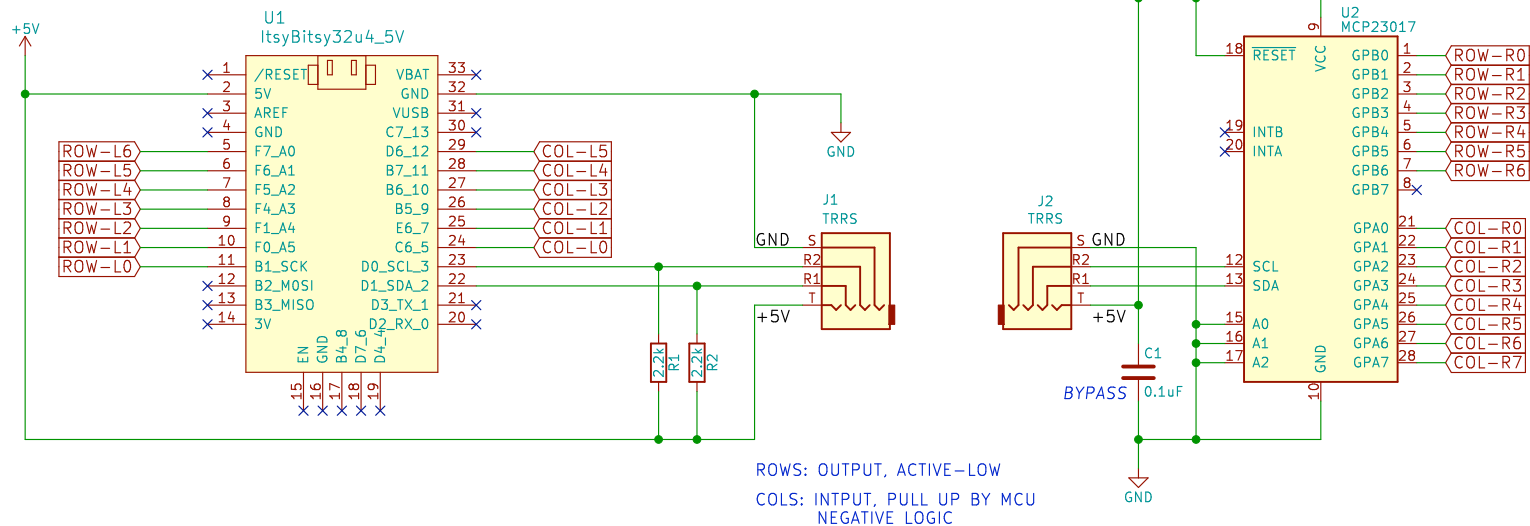 +5V
U1
ItsyBitsy32u4_5V
1 /RESET VBAT 33
2 5V GND 32
3 AREF VUSB 31
4 GND C7_13 30
ROW-L6 5 F7_A0 D6_12 29 COL-L5
ROW-L5 6 F6_A1 B7_11 28 COL-L4
ROW-L4 7 F5_A2 B6_10 27 COL-L3
ROW-L3 8 F4_A3 B5_9 26 COL-L2
ROW-L2 9 F1_A4 E6_7 25 COL-L1
ROW-L1 10 F0_A5 C6_5 24 COL-L0
ROW-L0 11 B1_SCK D0_SCL_3 23
12 B2_MOSI D1_SDA_2 22
13 B3_MISO D3_TX_1 21
14 3V D2_RX_0 20
EN GND B4_8 D7_6 D4_4
15 16 17 18 19
2.2k R1 2.2k R2
GND
J1
TRRS
GND S
R2
R1
T
+5V
J2
TRRS
S GND
R2
R1
T
+5V
C1
BYPASS 0.1uF
GND
U2
MCP23017
9 VCC
18 RESET GPB0 1 ROW-R0
GPB1 2 ROW-R1
GPB2 3 ROW-R2
GPB3 4 ROW-R3
19 INTB GPB4 5 ROW-R4
20 INTA GPB5 6 ROW-R5
GPB6 7 ROW-R6
GPB7 8
GPA0 21 COL-R0
GPA1 22 COL-R1
12 SCL GPA2 23 COL-R2
13 SDA GPA3 24 COL-R3
GPA4 25 COL-R4
15 A0 GPA5 26 COL-R5
16 A1 GPA6 27 COL-R6
17 A2 GPA7 28 COL-R7
GND 10
ROWS: OUTPUT, ACTIVE-LOW
COLS: INTPUT, PULL UP BY MCU
NEGATIVE LOGIC